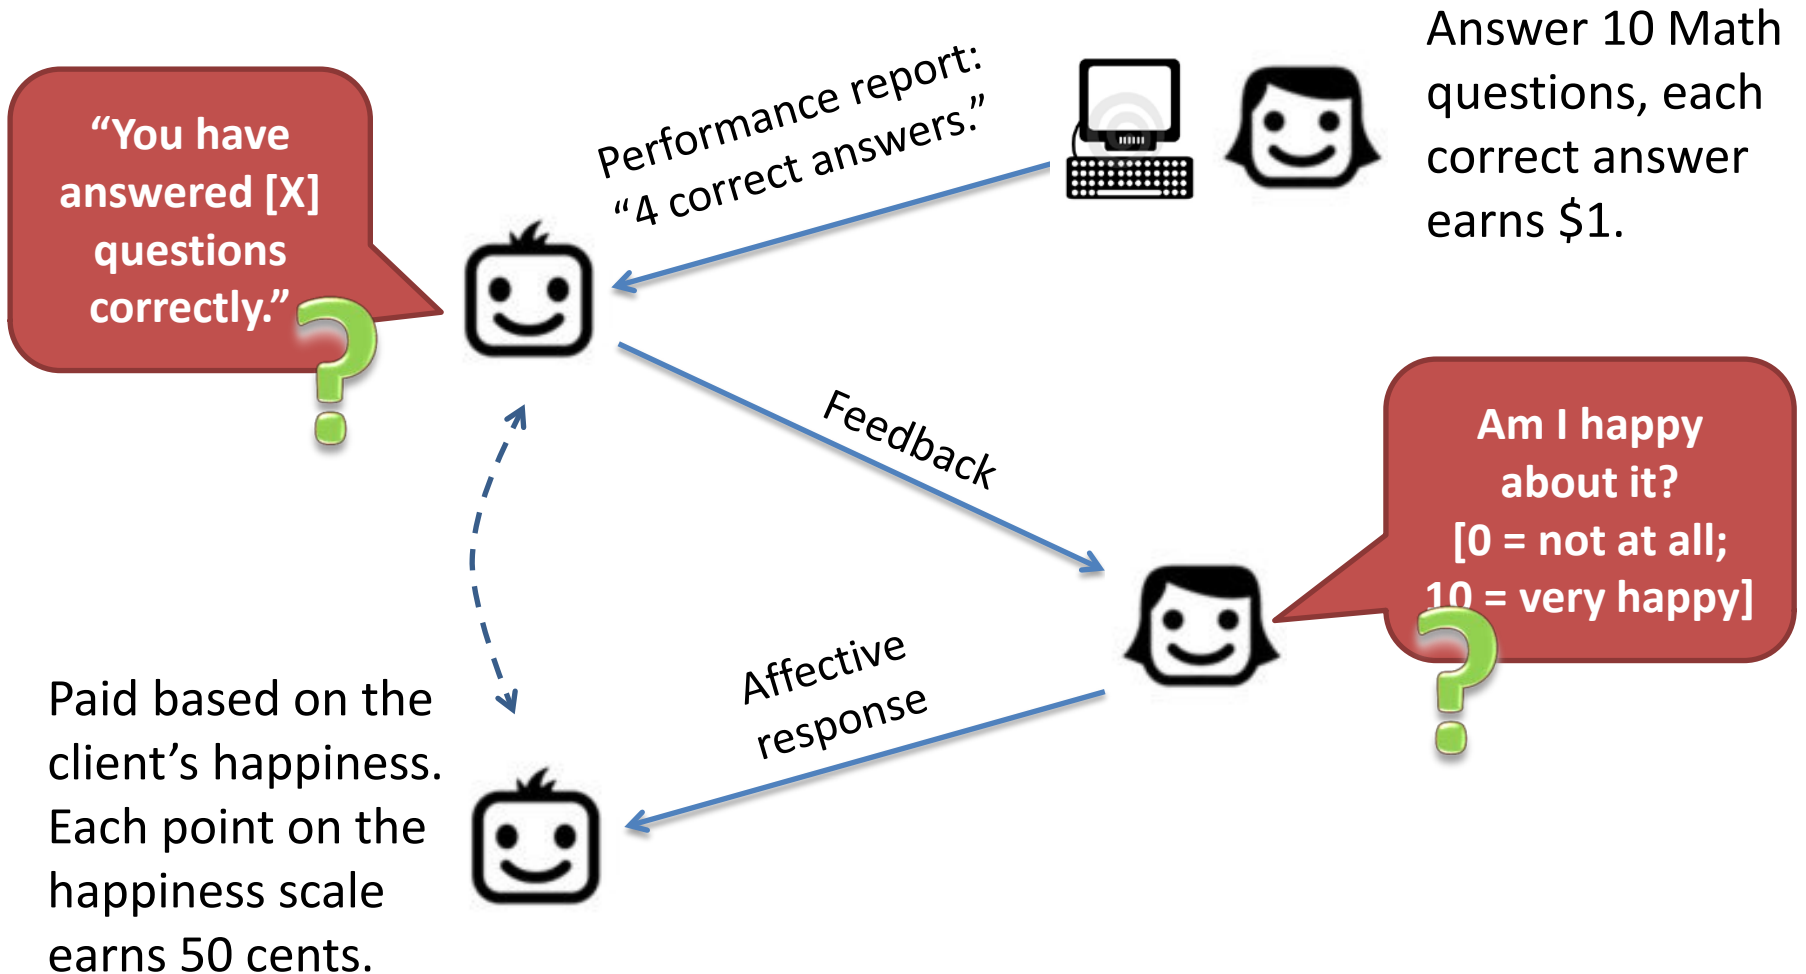 Answer 10 Math
questions, each
correct answer
earns $1.
Performance report:
“4 correct answers.”
“You have
answered [X]
questions
correctly.”
?
Feedback
Am I happy
about it?
[0 = not at all;
10 = very happy]
?
Affective
response
Paid based on the
client’s happiness.
Each point on the
happiness scale
earns 50 cents.